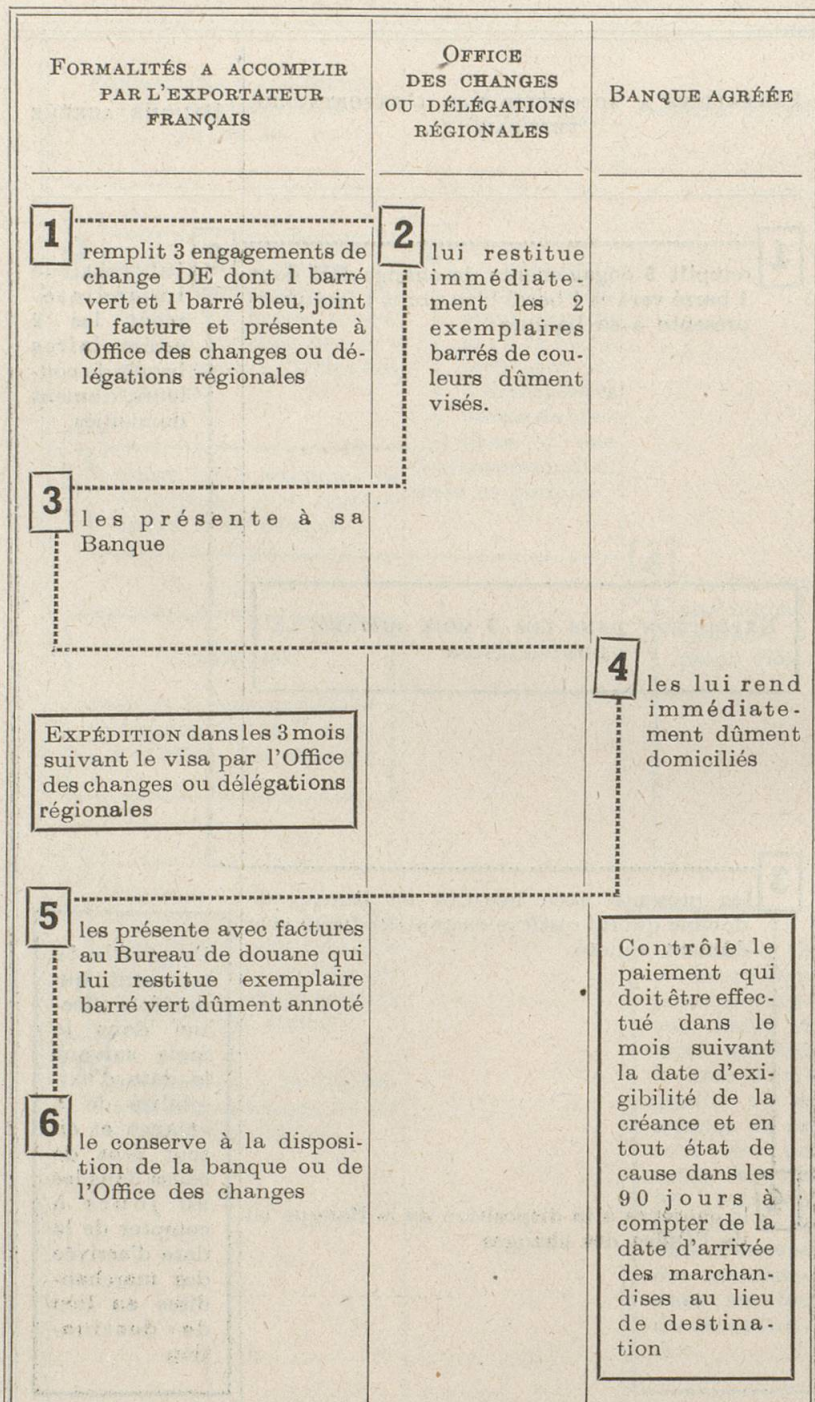 FORMALITÉS A ACCOMPLIR
PAR L'EXPORTATEUR
FRANÇAIS
OFFICE
DES CHANGES
OU DÉLÉGATIONS
RÉGIONALES
BANQUE AGRÉÉE
1
remplit 3 engagements de
change DE dont 1 barré
vert et 1 barré bleu, joint
1 facture et présente à
Office des changes ou dé-
légations régionales
2
lui restitue
immédiate-
ment les 2
exemplaires
barrés de cou-
leurs dûment
visés.
3
les présente à sa
Banque
4
les lui rend
immédiate-
ment dûment
domiciliés
EXPÉDITION dans les 3 mois
suivant le visa par l'Office
des changes ou délégations
régionales
5
les présente avec factures
au Bureau de douane qui
lui restitue exemplaire
barré vert dûment annoté
6
le conserve à la disposi-
tion de la banque ou de
l'Office des changes
Contrôle le
paiement qui
doit être effec-
tué dans le
mois suivant
la date d'exi-
gibilité de la
créance et en
tout état de
cause dans les
90 jours à
compter de la
date d'arrivée
des marchan-
dises au lieu
de destina-
tion